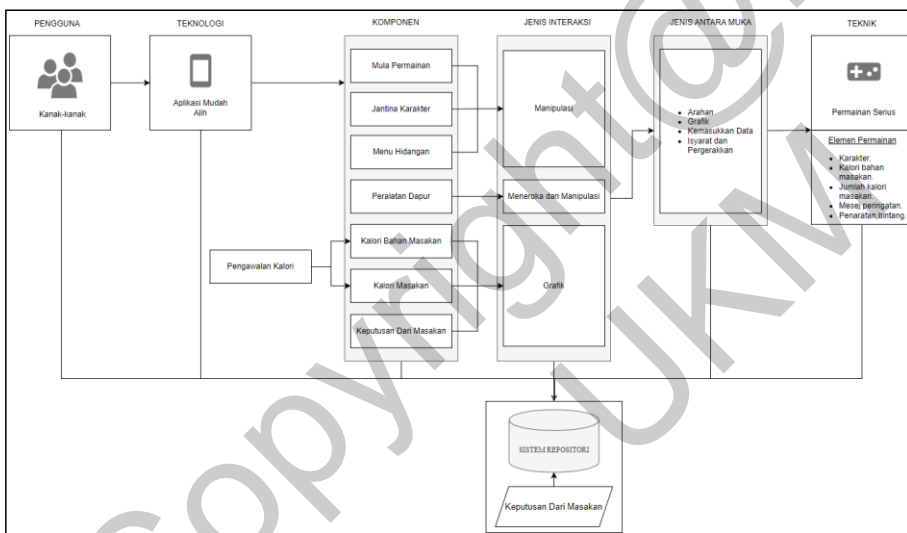 PENGGUNA
TEKNOLOGI
KOMPONEN
JENIS INTERAKSI
JENIS ANTARA MUKA
TEKNIK
Kanak-kanak
Aplikasi Mudah
Alih
Mula Permainan
Jantina Karakter
Menu Hidangan
Peralatan Dapur
Kalori Bahan Masakan
Kalori Masakan
Keputusan Dari Masakan
Pengawalan Kalori
Manipulasi
Meneroka dan Manipulasi
Grafik
• Arahan
• Grafik
• Kemasukkan Data
• Isyarat dan
Pergerakkan
Permainan Serius
Elemen Permainan
• Karakter.
• Kalori bahan
masakan.
• Jumlah kalori
masakan.
• Mesej peringatan.
• Penaratan bintang.
SISTEM REPOSITORI
Keputusan Dari Masakan
Copyright@
UKM